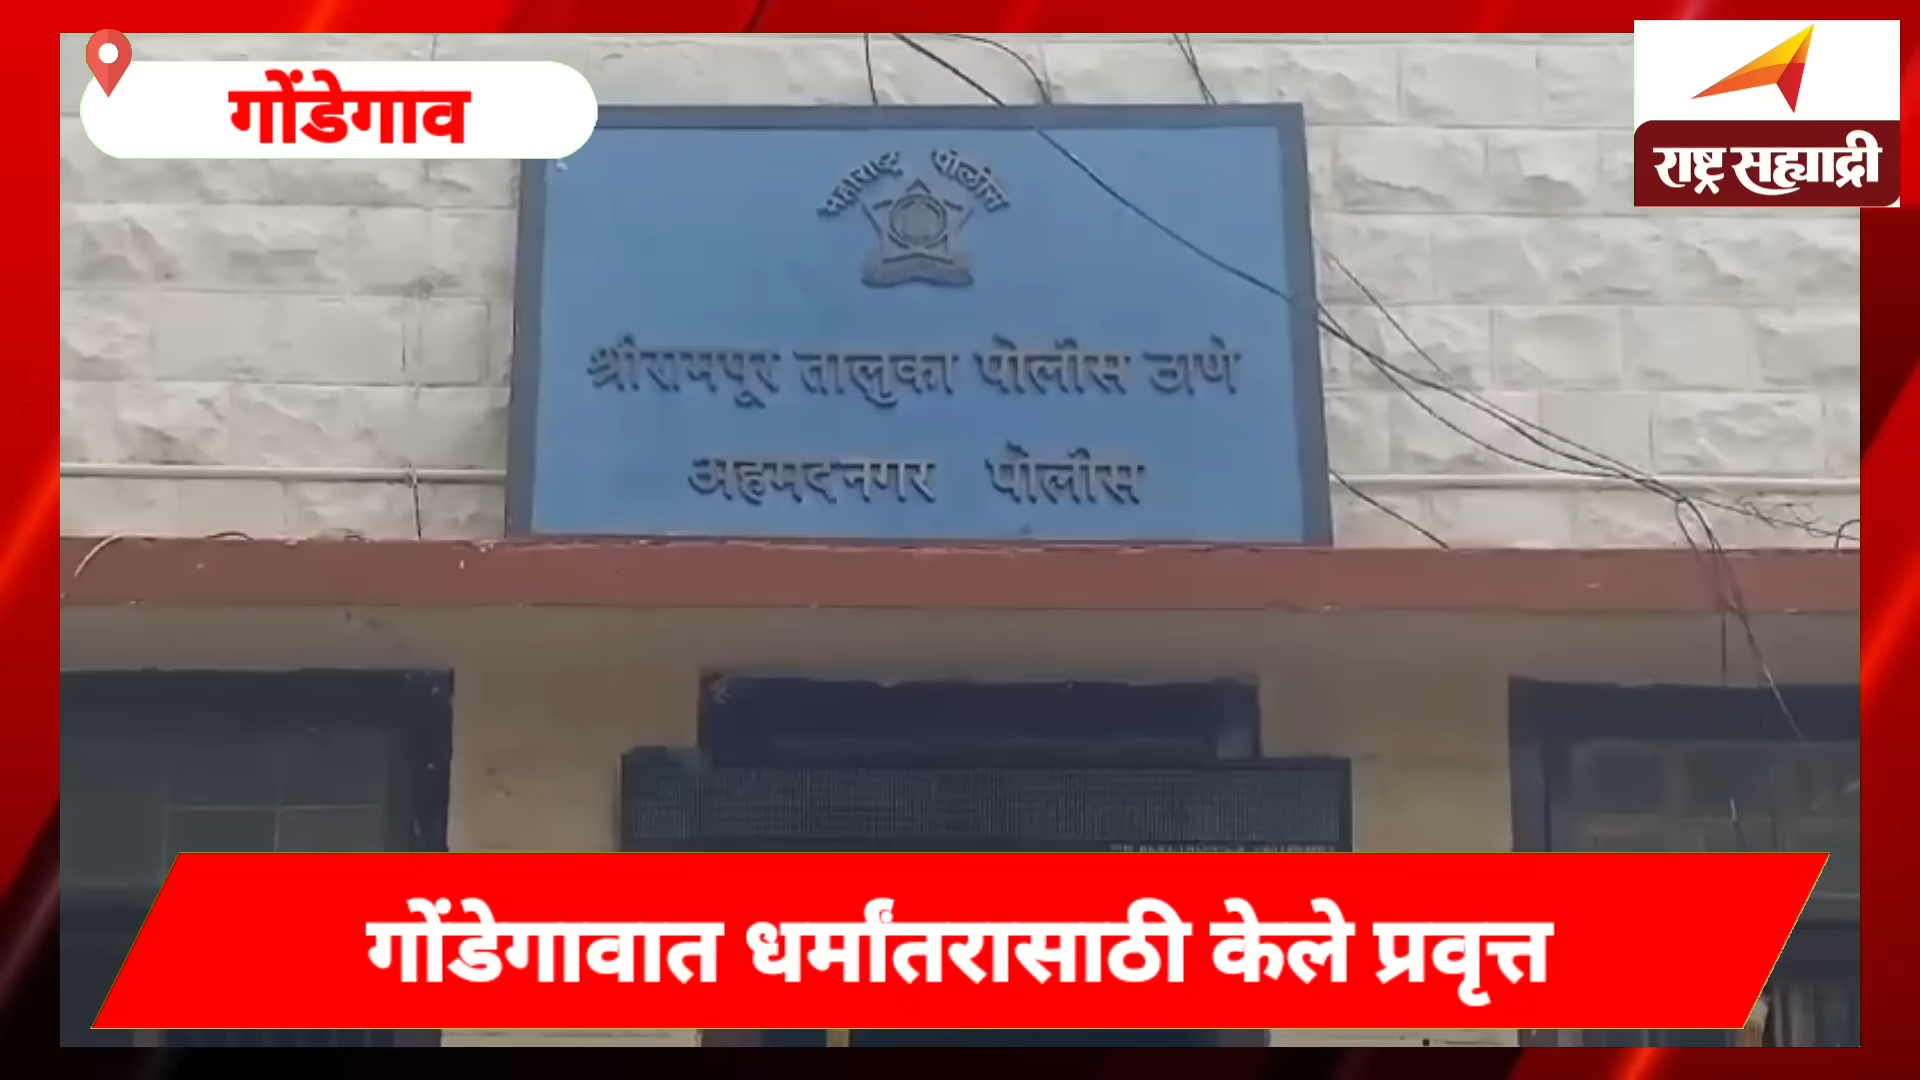 गोंडेगाव
राष्ट्र सह्याद्री
महाराष्ट्र पोलीस
श्रीरामपूर तालुका पोलीस ठाणे
अहमदनगर पोलीस
गोंडेगावात धर्मांतरासाठी केले प्रवृत्त